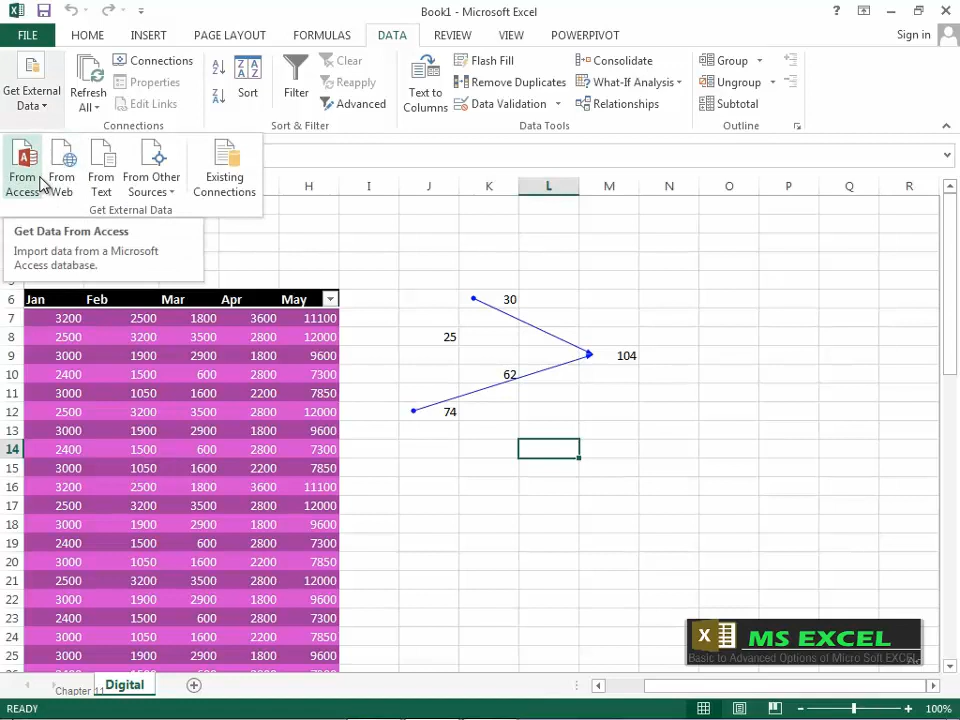 Book1 - Microsoft Excel
FILE HOME INSERT PAGE LAYOUT FORMULAS DATA REVIEW VIEW POWERPIVOT Sign in
Get External Data
Refresh All
Connections
Properties
Edit Links
Connections
Sort
Filter
Clear
Reapply
Advanced
Sort & Filter
Text to Columns
Flash Fill
Remove Duplicates
Data Validation
Consolidate
What-If Analysis
Relationships
Data Tools
Group
Ungroup
Subtotal
Outline
From Access
From Web
From Text
From Other Sources
Existing Connections
Get External Data
Get Data From Access
Import data from a Microsoft
Access database.
H I J K L M N O P Q R
6 Jan Feb Mar Apr May 30
7 3200 2500 1800 3600 11100
8 2500 3200 3500 2800 12000 25
9 3000 1900 2900 1800 9600 104
10 2400 1500 600 2800 7300 62
11 3000 1050 1600 2200 7850
12 2500 3200 3500 2800 12000 74
13 3000 1900 2900 1800 9600
14 2400 1500 600 2800 7300
15 3000 1050 1600 2200 7850
16 3200 2500 1800 3600 11100
17 2500 3200 3500 2800 12000
18 3000 1900 2900 1800 9600
19 2400 1500 600 2800 7300
20 3000 1050 1600 2200 7850
21 2500 3200 3500 2800 12000
22 3000 1900 2900 1800 9600
23 2400 1500 600 2800 7300
24 3000 1050 1600 2200 7850
25 3000 1900 2900 1800 9600
MS EXCEL
Basic to Advanced Options of Micro Soft EXCEL
Chapter 11
Digital
READY
100%